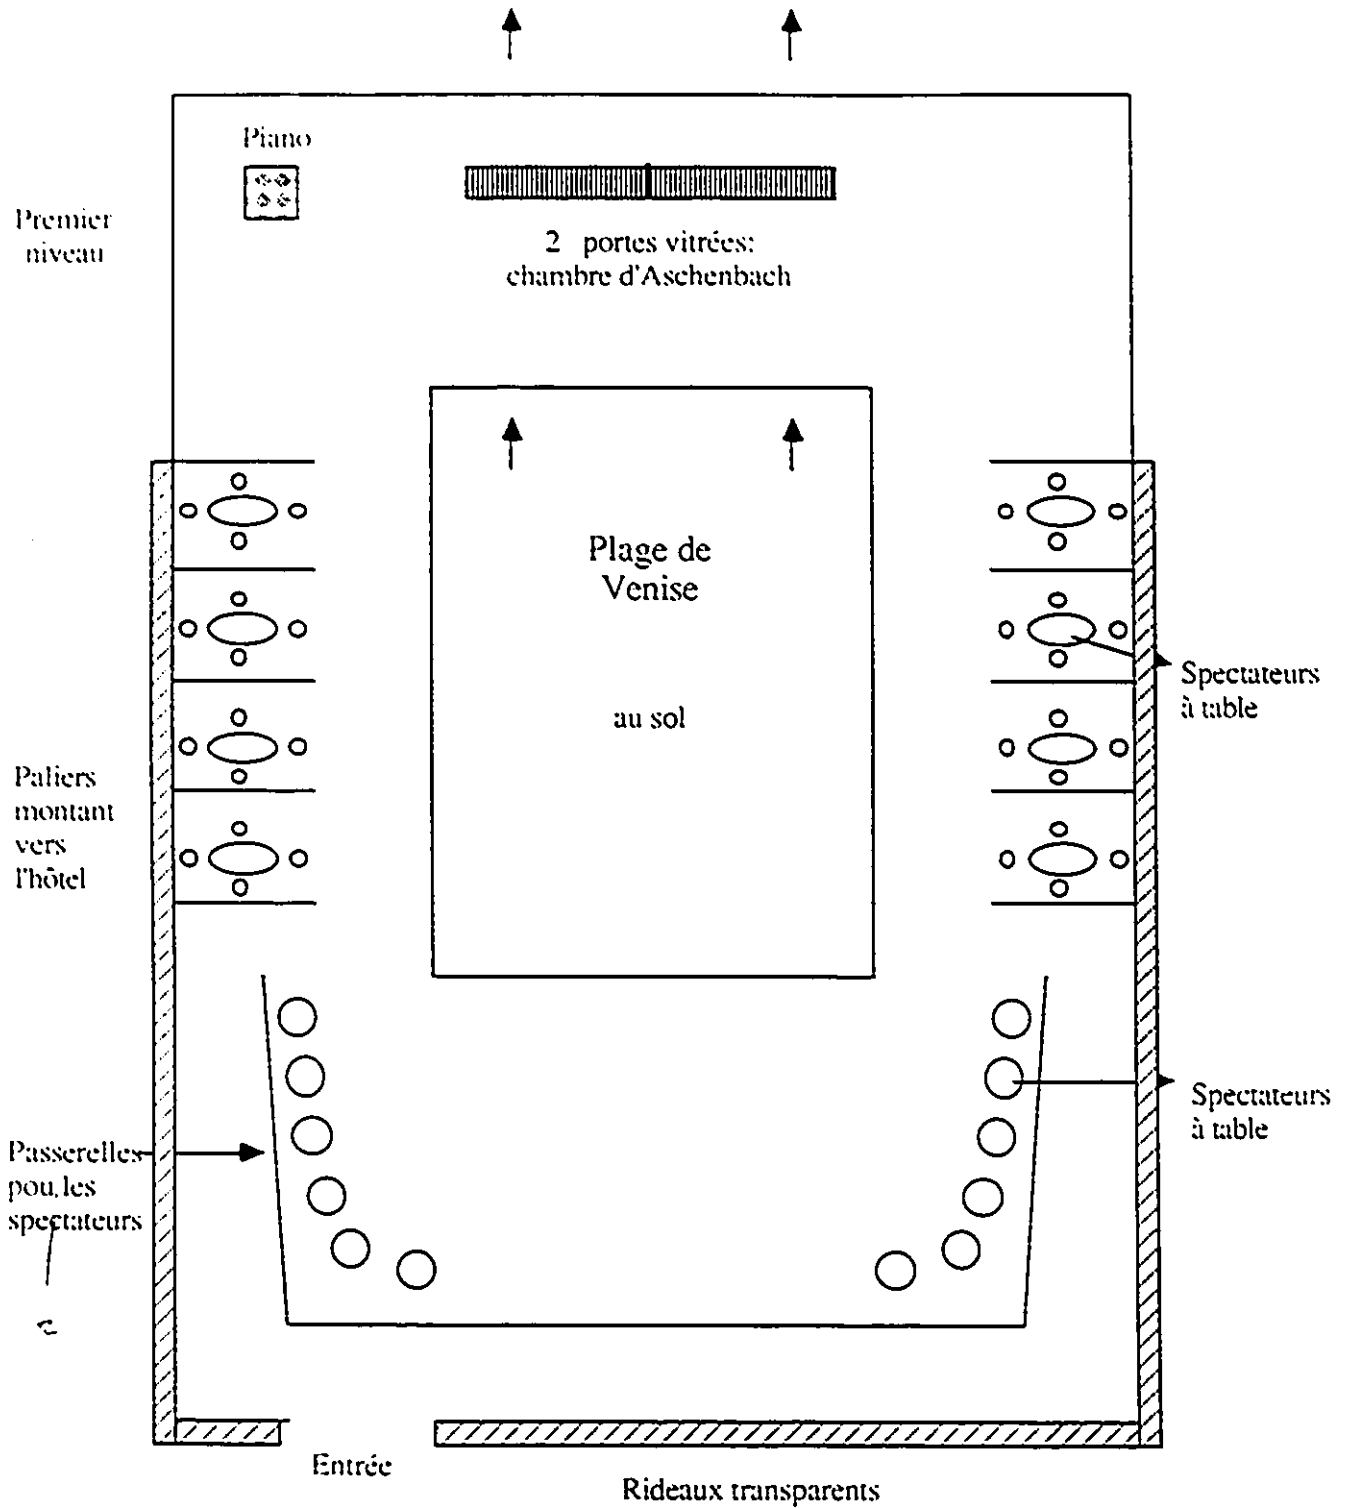 Piano
Premier
niveau
2 portes vitrées:
chambre d'Aschenbach
Plage de
Venise
au sol
Spectateurs
à table
Paliers
montant
vers
l'hôtel
Spectateurs
à table
Passerelles
pou. les
spectateurs
r
Entrée
Rideaux transparents